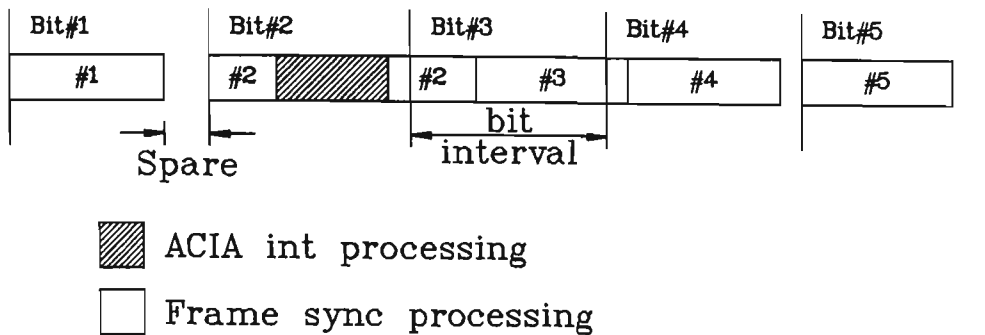 Bit#1 Bit#2 Bit#3 Bit#4 Bit#5
#1 #2 #2 #3 #4 #5
bit
interval
Spare
ACIA int processing
Frame sync processing